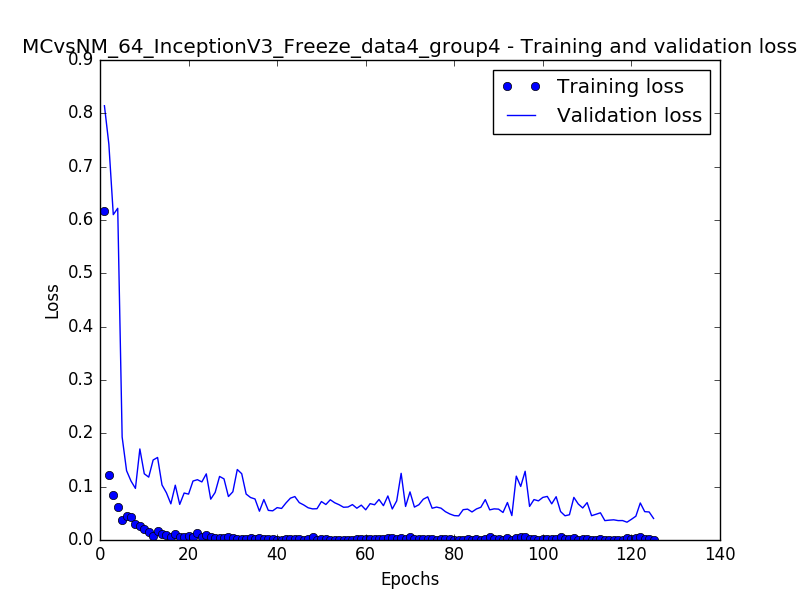 MCvsNM_64_InceptionV3_Freeze_data4_group4 - Training and validation loss
Training loss
Validation loss
0.9
0.8
0.7
0.6
0.5
0.4
0.3
0.2
0.1
0.0
Loss
0 20 40 60 80 100 120 140
Epochs